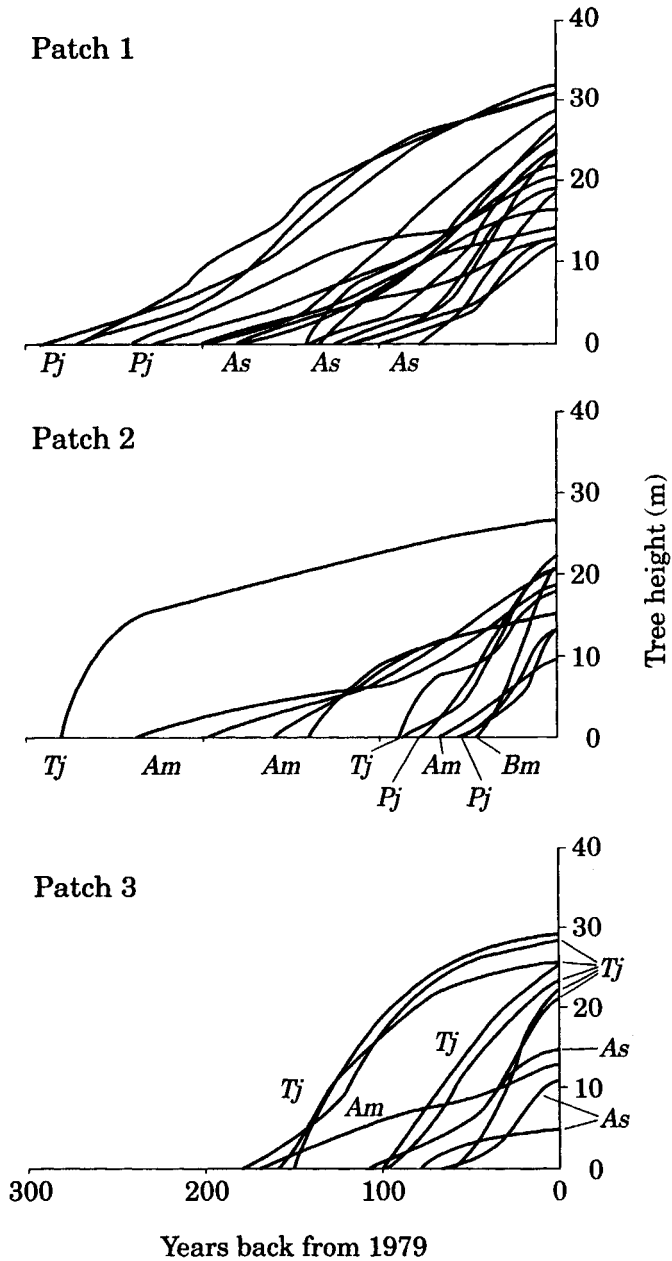 Patch 1
40
30
20
10
0
Pj Pj As As As
Patch 2
40
30
20
10
0
Tree height (m)
Tj Am Am Tj Am Bm
Pj Pj
Patch 3
40
30
Tj
20
Tj
As
Tj
10
Am
As
0
300 200 100 0
Years back from 1979